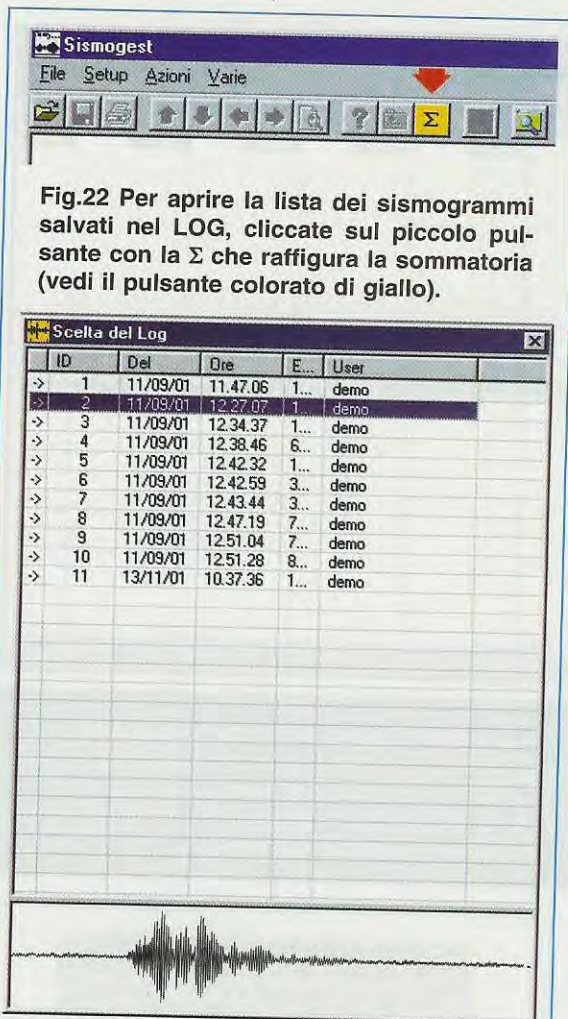 Sismogest
File Setup Azioni Varie
? Σ
Fig.22 Per aprire la lista dei sismogrammi
salvati nel LOG, cliccate sul piccolo pul-
sante con la Σ che raffigura la sommatoria
(vedi il pulsante colorato di giallo).
Scelta del Log
ID Del Ore E... User
-> 1 11/09/01 11.47.06 1... demo
-> 2 11/09/01 12.27.07 1... demo
-> 3 11/09/01 12.34.37 1... demo
-> 4 11/09/01 12.38.46 6... demo
-> 5 11/09/01 12.42.32 1... demo
-> 6 11/09/01 12.42.59 3... demo
-> 7 11/09/01 12.43.44 3... demo
-> 8 11/09/01 12.47.19 7... demo
-> 9 11/09/01 12.51.04 7... demo
-> 10 11/09/01 12.51.28 8... demo
-> 11 13/11/01 10.37.36 1... demo